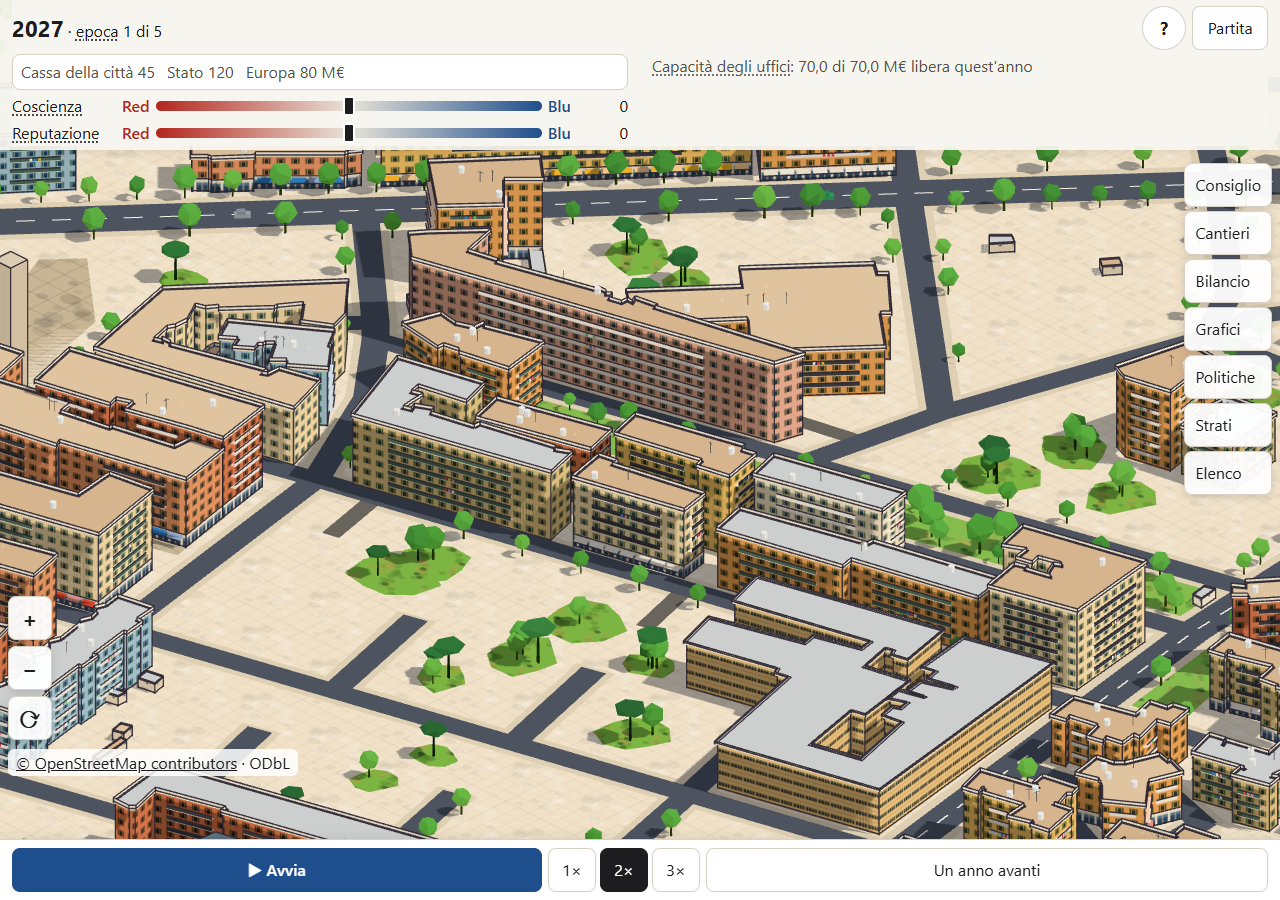 2027 · epoca 1 di 5
? Partita
Cassa della città 45 Stato 120 Europa 80 M€
Capacità degli uffici: 70,0 di 70,0 M€ libera quest'anno
Coscienza Red Blu 0
Reputazione Red Blu 0
Consiglio
Cantieri
Bilancio
Grafici
Politiche
Strati
Elenco
+
−
⟳
© OpenStreetMap contributors · ODbL
▶ Avvia 1× 2× 3× Un anno avanti